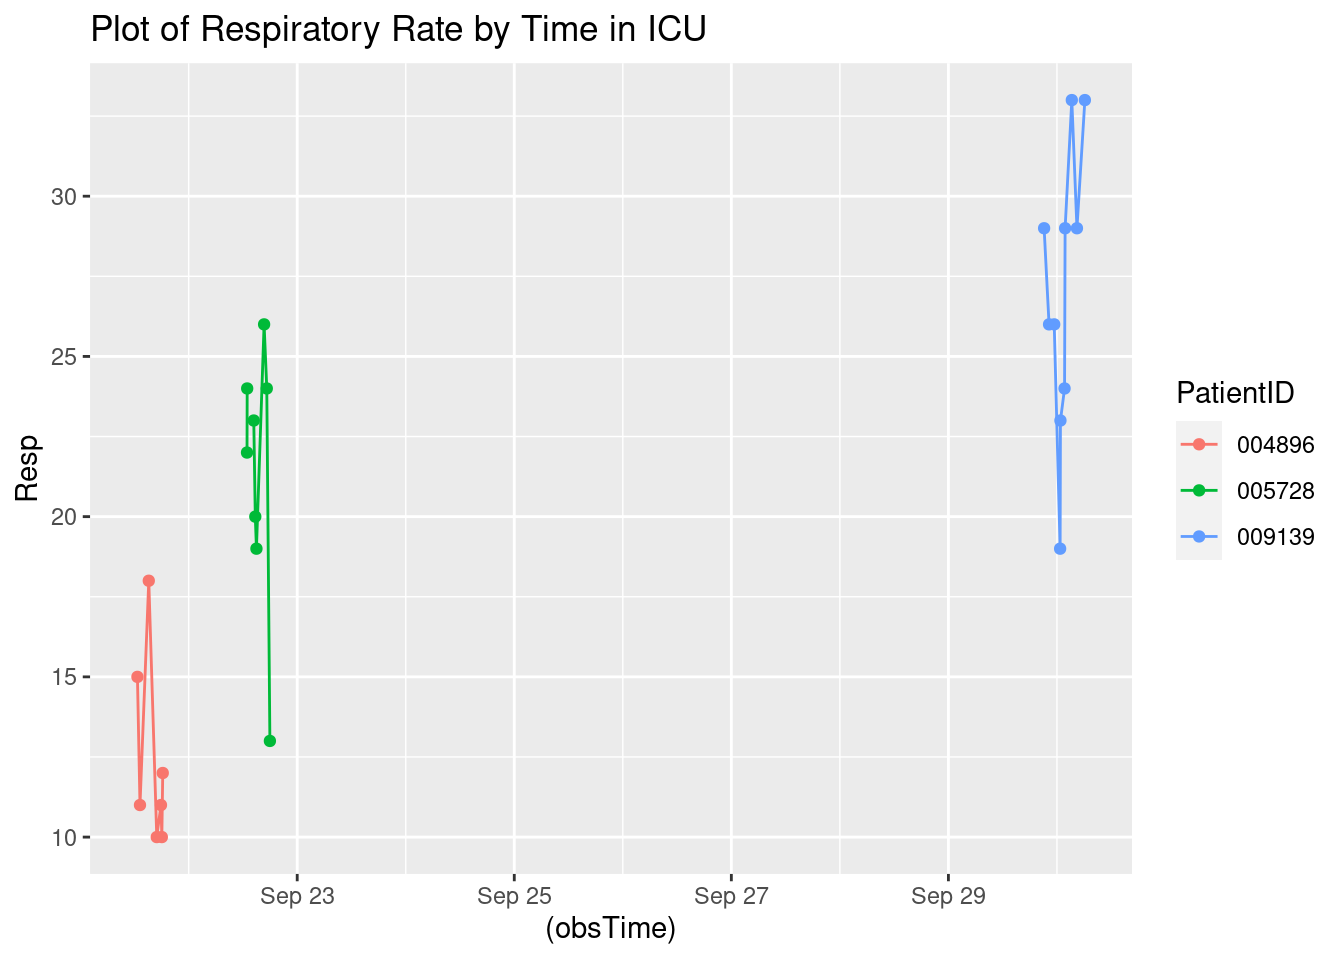 Plot of Respiratory Rate by Time in ICU
30
25
20
15
10
Resp
Sep 23
Sep 25
Sep 27
Sep 29
(obsTime)
PatientID
004896
005728
009139